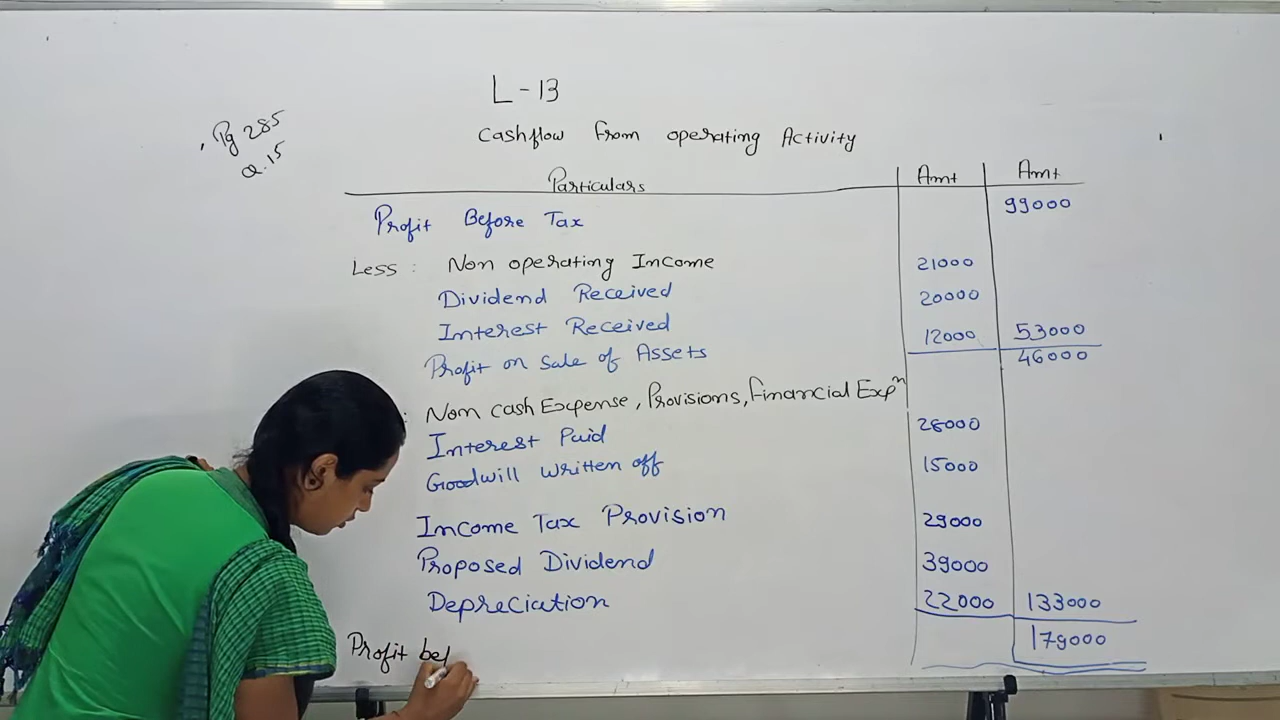 L-13
Pg 285
Q.15
Cashflow from operating Activity
Particulars Amt Amt
Profit Before Tax 99000
Less : Non operating Income
Dividend Received 21000
Interest Received 20000
Profit on Sale of Assets 12000 53000
46000
: Non cash Expense, Provisions, Financial Expn
Interest Paid 28000
Goodwill written off 15000
Income Tax Provision 29000
Proposed Dividend 39000
Depreciation 22000 133000
Profit bef 179000